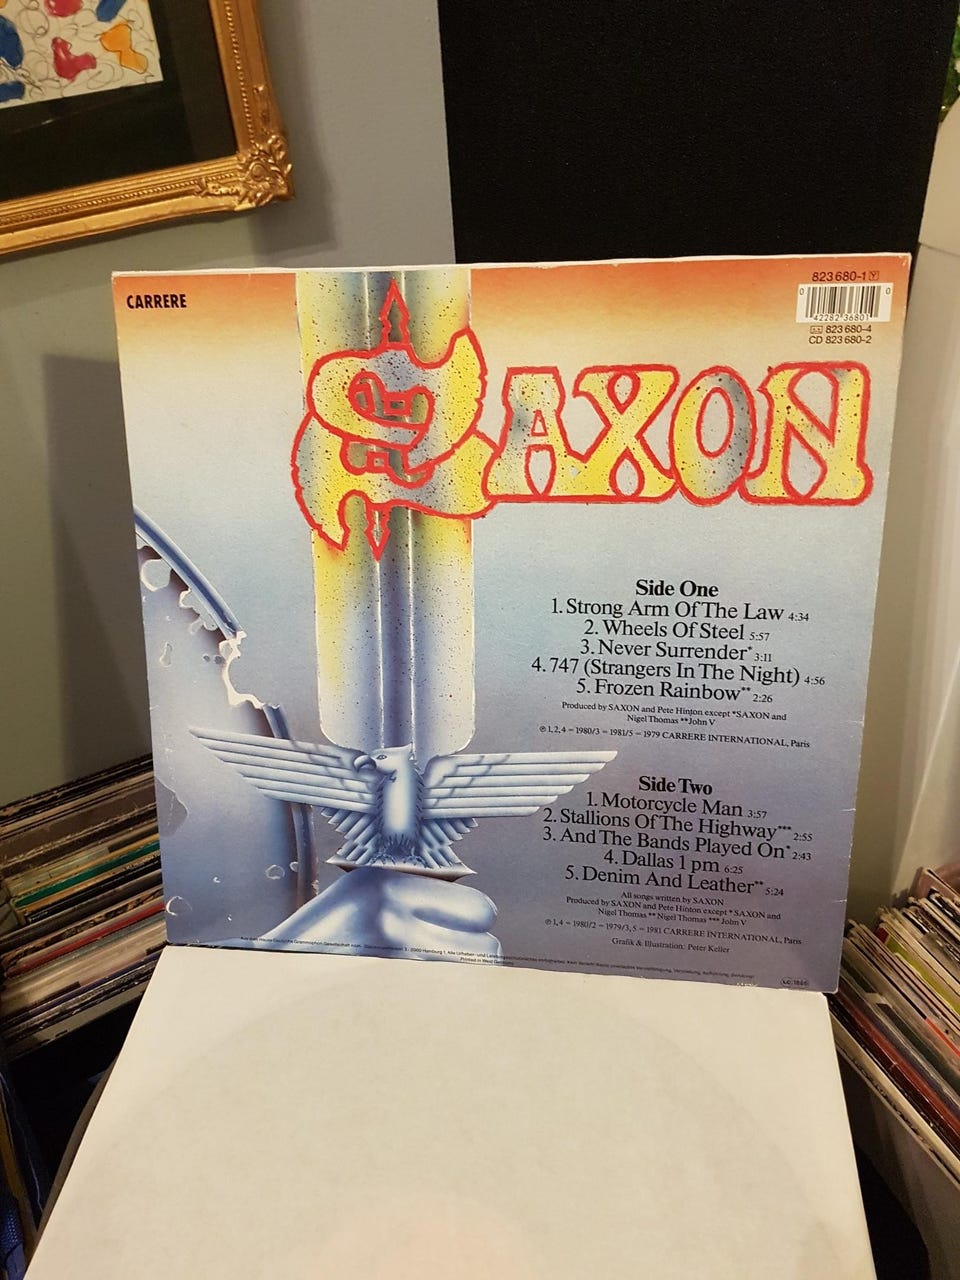 CARRERE
823 680-1 Y
0 42282 36801 0
823 680-4
CD 823 680-2
SAXON
Side One
1. Strong Arm Of The Law 4:34
2. Wheels Of Steel 5:57
3. Never Surrender* 3:11
4. 747 (Strangers In The Night) 4:56
5. Frozen Rainbow** 2:26
Produced by SAXON and Pete Hinton except *SAXON and
Nigel Thomas **John V
℗ 1, 2, 4 = 1980/3 = 1981/5 = 1979 CARRERE INTERNATIONAL, Paris
Side Two
1. Motorcycle Man 3:57
2. Stallions Of The Highway*** 2:55
3. And The Bands Played On* 2:43
4. Dallas 1 pm 6:25
5. Denim And Leather** 5:24
All songs written by SAXON
Produced by SAXON and Pete Hinton except *SAXON and
Nigel Thomas ** Nigel Thomas *** John V
℗ 1, 4 = 1980/2 = 1979/3, 5 = 1981 CARRERE INTERNATIONAL, Paris
Grafik & Illustration: Peter Keller
Printed in West Germany
LC 1866